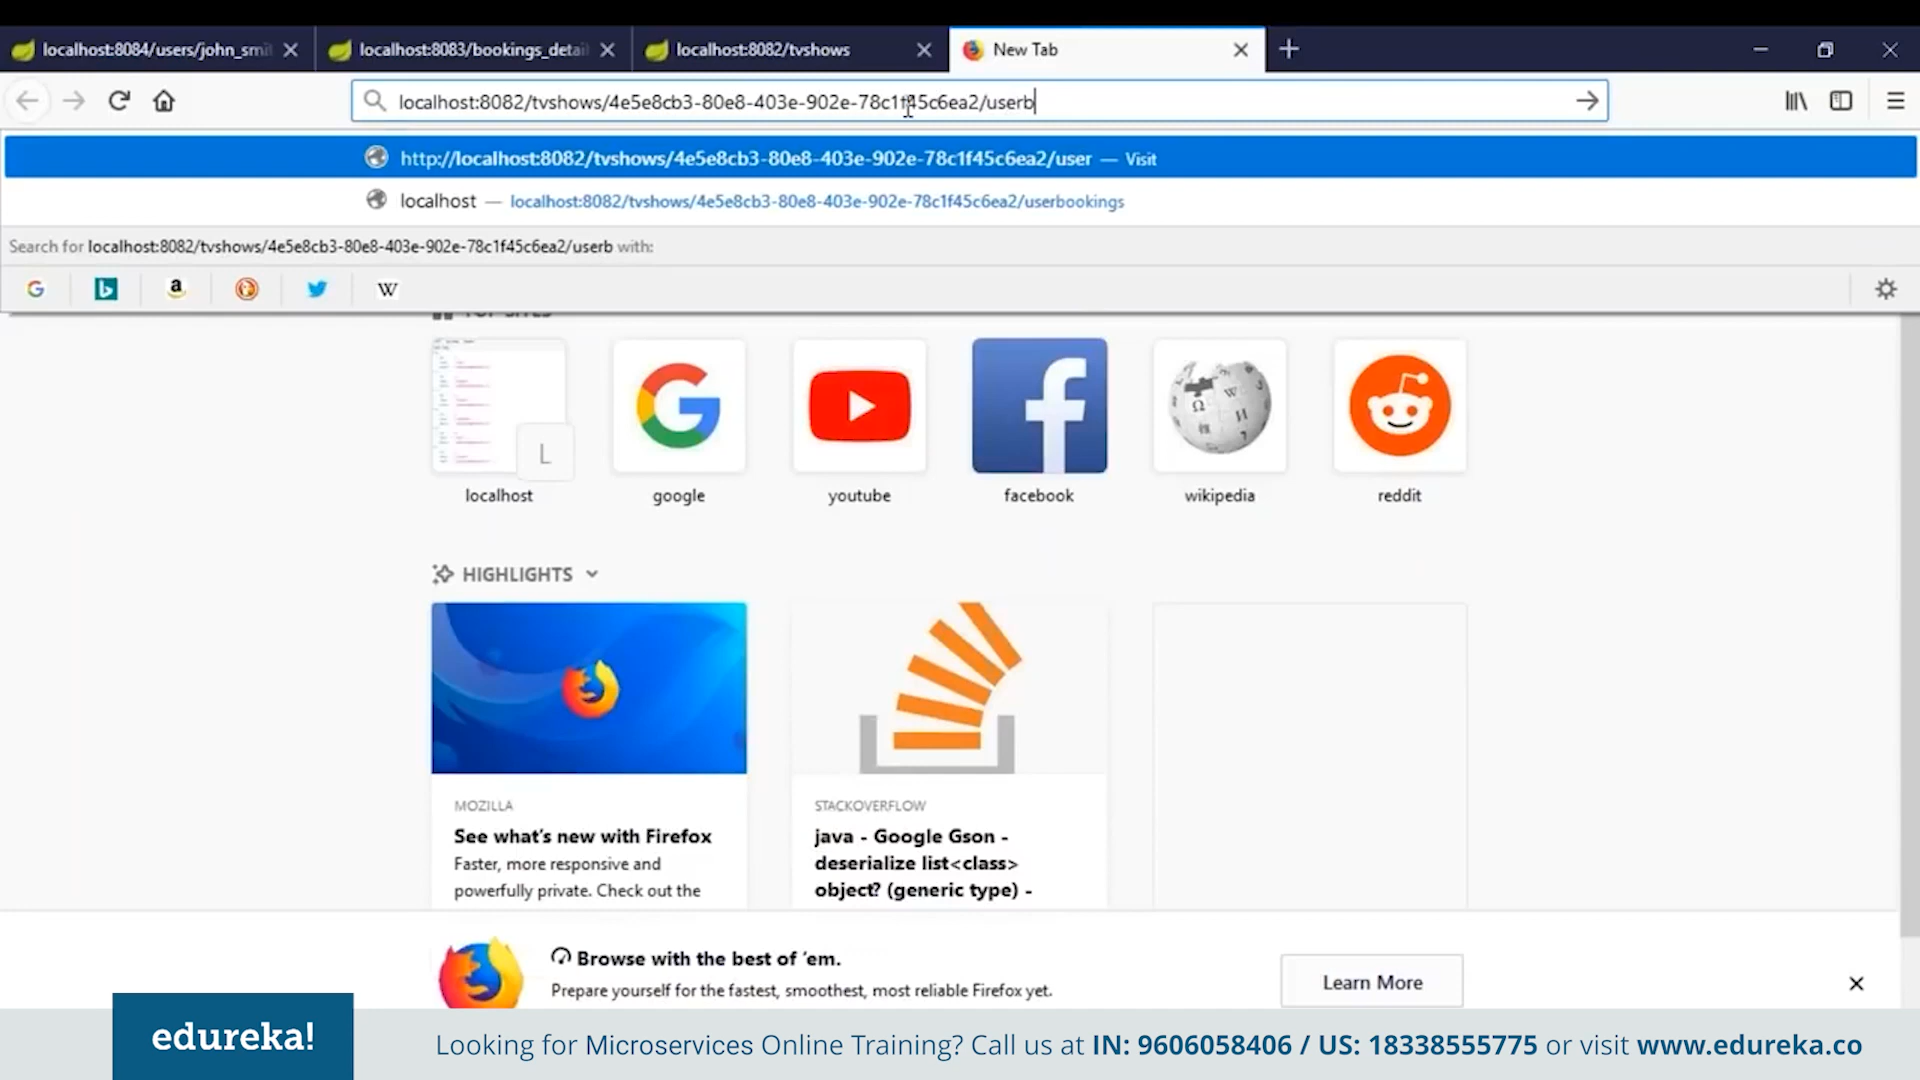 localhost:8084/users/john_smi
localhost:8083/bookings_detail
localhost:8082/tvshows
New Tab
localhost:8082/tvshows/4e5e8cb3-80e8-403e-902e-78c1f45c6ea2/userb
http://localhost:8082/tvshows/4e5e8cb3-80e8-403e-902e-78c1f45c6ea2/user — Visit
localhost — localhost:8082/tvshows/4e5e8cb3-80e8-403e-902e-78c1f45c6ea2/userbookings
Search for localhost:8082/tvshows/4e5e8cb3-80e8-403e-902e-78c1f45c6ea2/userb with:
TOP SITES
L
localhost
google
youtube
facebook
wikipedia
reddit
HIGHLIGHTS
MOZILLA
See what's new with Firefox
Faster, more responsive and
powerfully private. Check out the
STACKOVERFLOW
java - Google Gson -
deserialize list<class>
object? (generic type) -
Browse with the best of 'em.
Prepare yourself for the fastest, smoothest, most reliable Firefox yet.
Learn More
edureka!
Looking for Microservices Online Training? Call us at IN: 9606058406 / US: 18338555775 or visit www.edureka.co